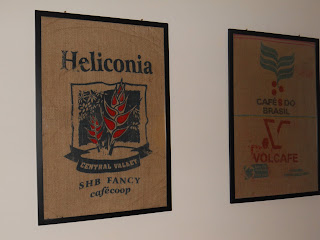 Heliconia
CENTRAL VALLEY
SHB FANCY
cafécoop
CAFÉS DO
BRASIL
VOLCAFE